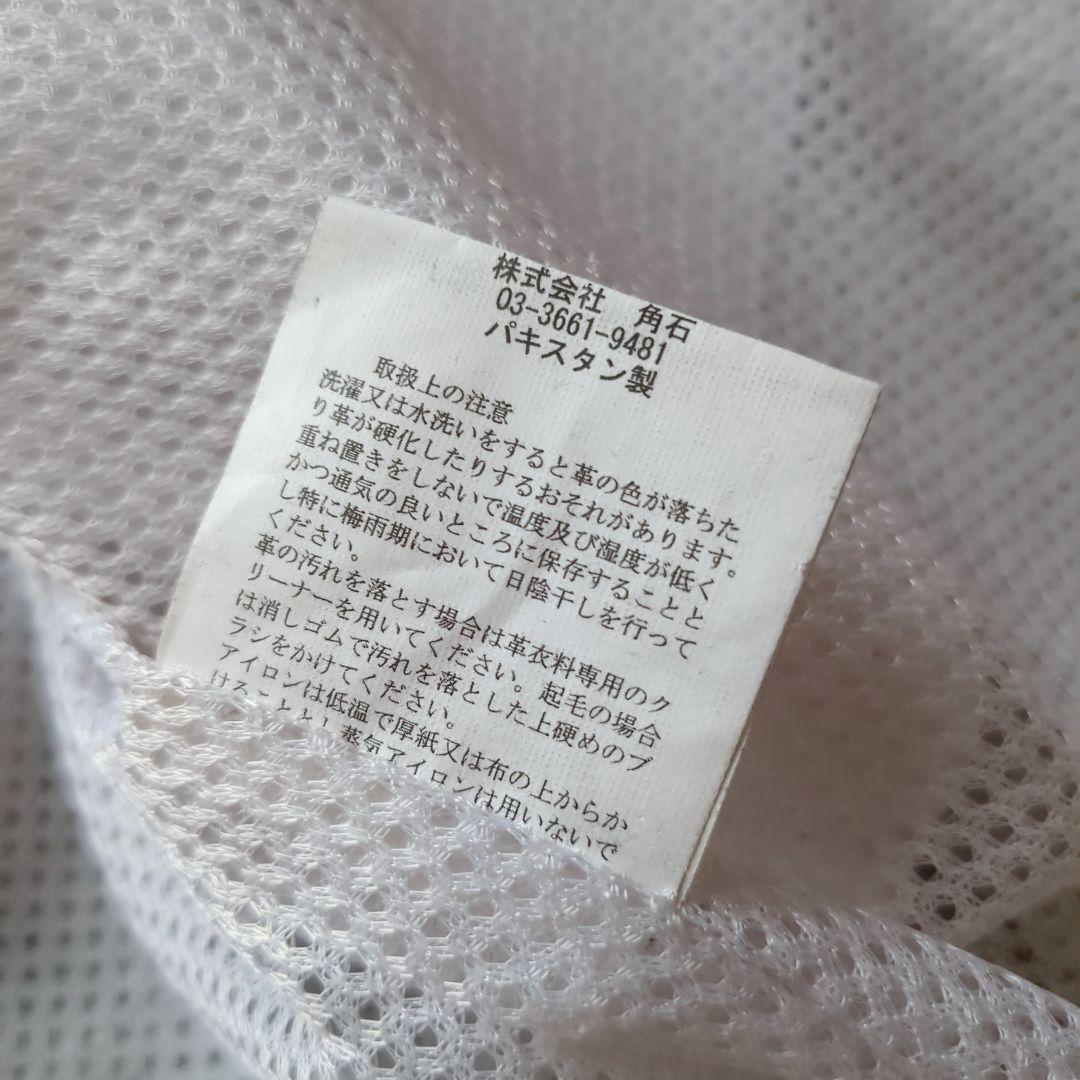 株式会社 角石
03-3661-9481
パキスタン製
取扱上の注意
洗濯又は水洗いをすると革の色が落ちた
り革が硬化したりするおそれがあります。
重ね置きをしないで温度及び湿度が低く
かつ通気の良いところに保存することと
し特に梅雨期において日陰干しを行って
ください。
革の汚れを落とす場合は革衣料専用のク
リーナーを用いてください。起毛の場合
は消しゴムで汚れを落とした上硬めのブ
ラシをかけてください。
アイロンは低温で厚紙又は布の上からか
けることとし蒸気アイロンは用いないで